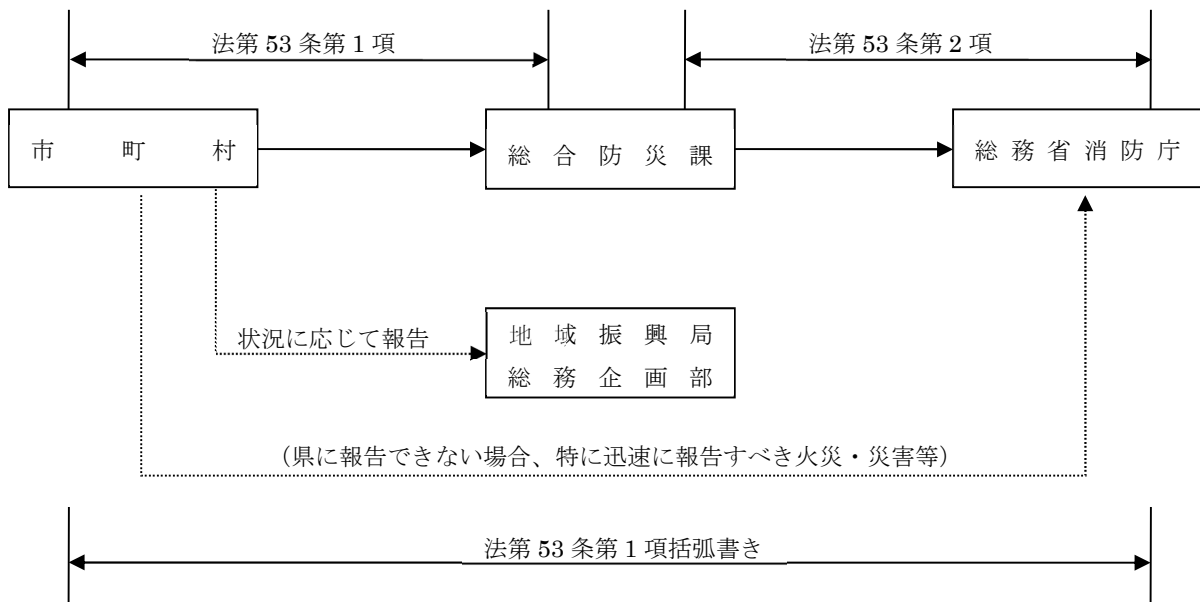 法第 53 条第 1 項
法第 53 条第 2 項
市町村
総合防災課
総務省消防庁
状況に応じて報告
地域振興局
総務企画部
（県に報告できない場合、特に迅速に報告すべき火災・災害等）
法第 53 条第 1 項括弧書き